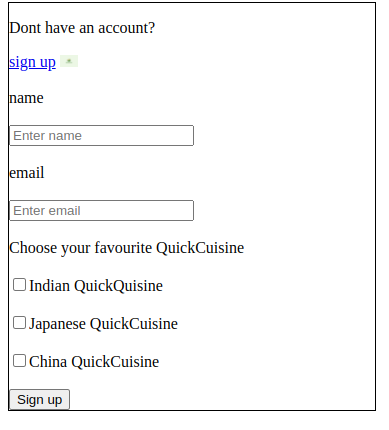 Dont have an account?
sign up
name
Enter name
email
Enter email
Choose your favourite QuickCuisine
Indian QuickQuisine
Japanese QuickCuisine
China QuickCuisine
Sign up